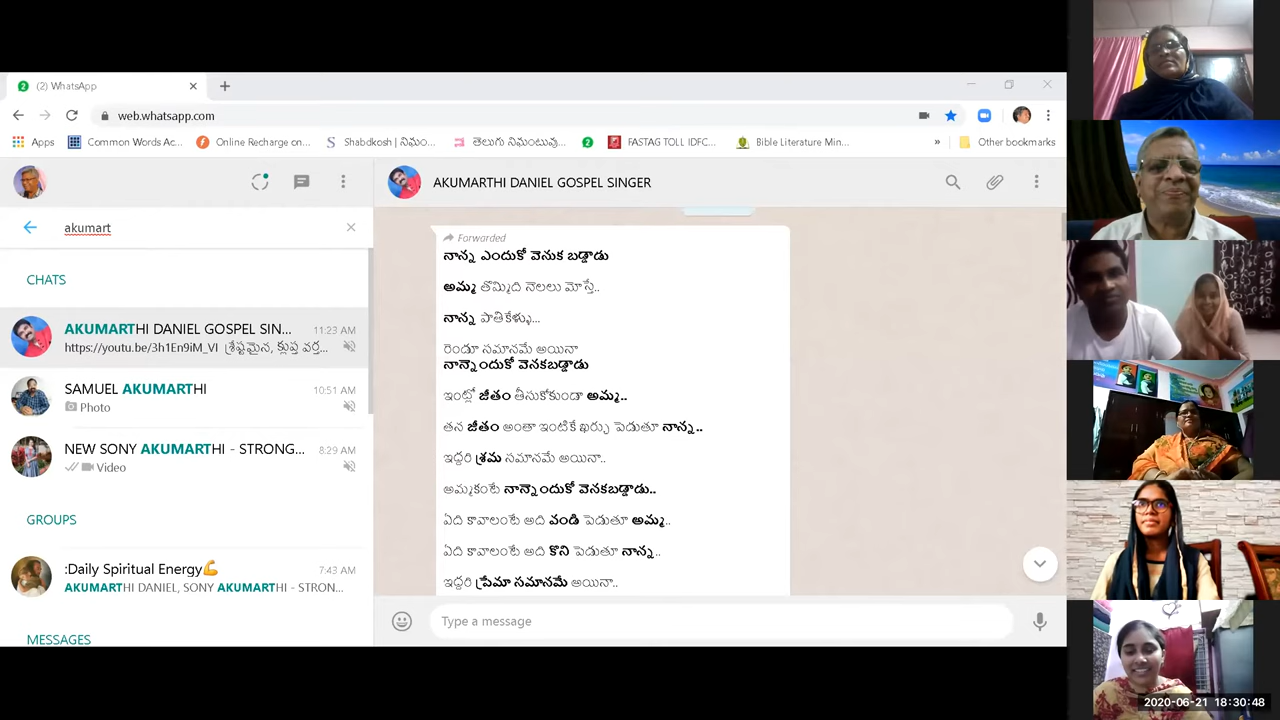 (2) WhatsApp
web.whatsapp.com
Apps
Common Words Ac...
Online Recharge on...
Shabdkosh | నిఘం...
తెలుగు నిఘంటువు...
FASTAG TOLL IDFC...
Bible Literature Min...
»
Other bookmarks
akumart
CHATS
AKUMARTHI DANIEL GOSPEL SIN...
11:23 AM
https://youtu.be/3h1En9iM_VI శ్రేష్టమైన, క్లుప్త వర్త...
SAMUEL AKUMARTHI
10:51 AM
Photo
NEW SONY AKUMARTHI - STRONG...
8:29 AM
Video
GROUPS
:Daily Spiritual Energy💪
7:43 AM
AKUMARTHI DANIEL, SONY AKUMARTHI - STRON...
MESSAGES
AKUMARTHI DANIEL GOSPEL SINGER
Forwarded
నాన్న ఎందుకో వెనుక బడ్డాడు
అమ్మ తొమ్మిది నెలలు మోస్తే..
నాన్న పాతికేళ్ళు...
రెండూ సమానమే అయినా
నాన్నెందుకో వెనకబడ్డాడు
జీతం తీసుకోకుండా అమ్మ..
తన జీతం అంతా ఇంటికే ఖర్చు పెడుతూ నాన్న..
ఇద్దరి శ్రమ సమానమే అయినా..
అమ్మకంటే నాన్నెందుకో వెనకబడ్డాడు..
కావాలంటే అది వండి పెడుతూ అమ్మ..
ఏది కావాలంటే అది కొని పెడుతూ నాన్న..
ఇద్దరి ప్రేమా సమానమే అయినా..
Type a message
2020-06-21 18:30:48